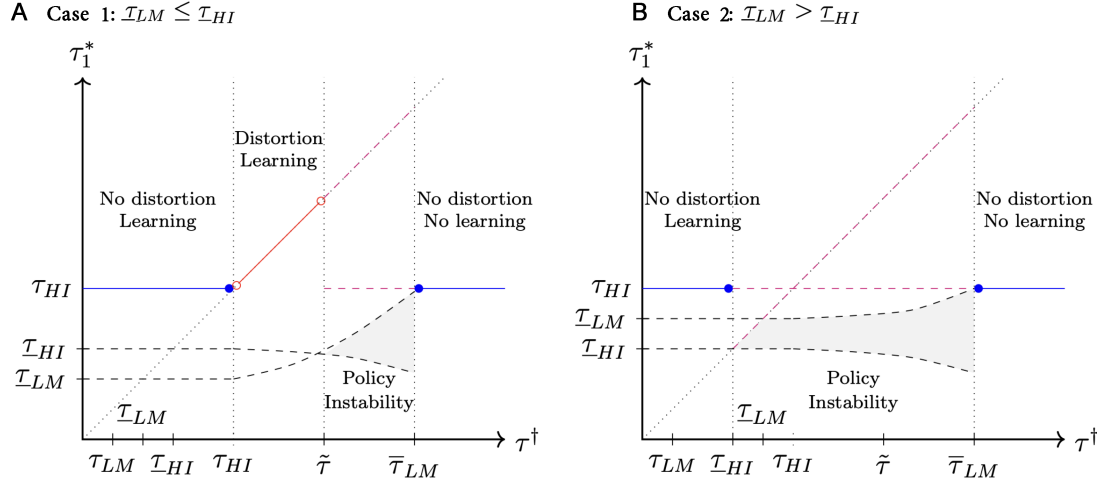 A Case 1: τ̲_LM ≤ τ̲_HI
τ₁*
Distortion
Learning
No distortion
Learning
No distortion
No learning
τ_HI
τ̲_HI
τ̲_LM
Policy
Instability
τ̲_LM
τ_LM τ̲_HI τ_HI τ̃ τ̅_LM τ†
B Case 2: τ̲_LM > τ̲_HI
τ₁*
No distortion
Learning
No distortion
No learning
τ_HI
τ̲_LM
τ̲_HI
Policy
Instability
τ̲_LM
τ_LM τ̲_HI τ_HI τ̃ τ̅_LM τ†